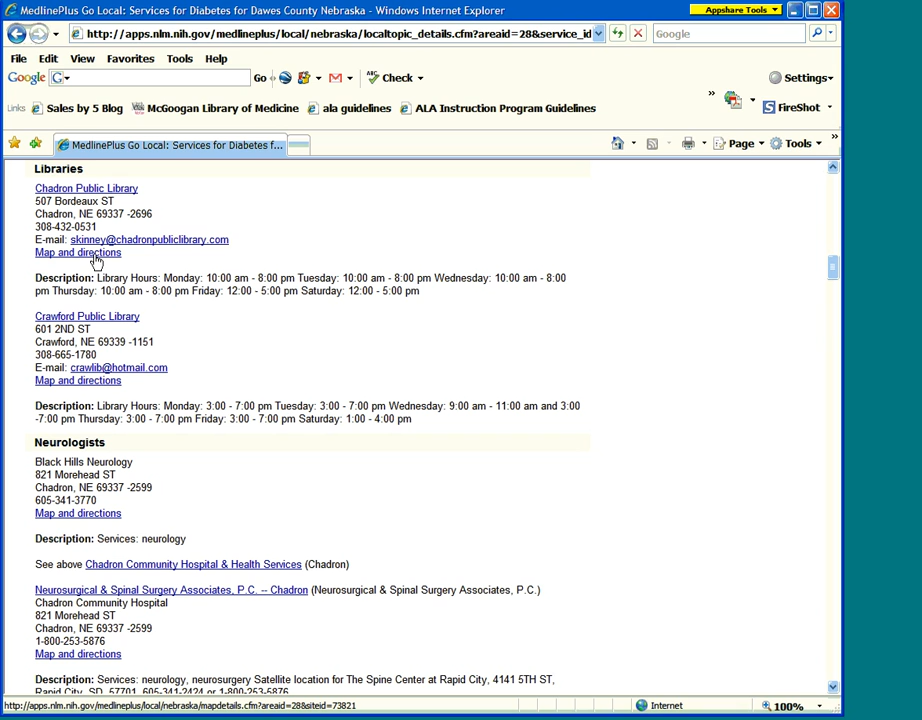 MedlinePlus Go Local: Services for Diabetes for Dawes County Nebraska - Windows Internet Explorer
Appshare Tools
http://apps.nlm.nih.gov/medlineplus/local/nebraska/localtopic_details.cfm?areaid=28&service_id
Google
File Edit View Favorites Tools Help
Google G Go Check Settings
Links Sales by 5 Blog McGoogan Library of Medicine ala guidelines ALA Instruction Program Guidelines » FireShot
MedlinePlus Go Local: Services for Diabetes f... Page Tools »
Libraries
Chadron Public Library
507 Bordeaux ST
Chadron, NE 69337 -2696
308-432-0531
E-mail: skinney@chadronpubliclibrary.com
Map and directions
Description: Library Hours: Monday: 10:00 am - 8:00 pm Tuesday: 10:00 am - 8:00 pm Wednesday: 10:00 am - 8:00
pm Thursday: 10:00 am - 8:00 pm Friday: 12:00 - 5:00 pm Saturday: 12:00 - 5:00 pm
Crawford Public Library
601 2ND ST
Crawford, NE 69339 -1151
308-665-1780
E-mail: crawlib@hotmail.com
Map and directions
Description: Library Hours: Monday: 3:00 - 7:00 pm Tuesday: 3:00 - 7:00 pm Wednesday: 9:00 am - 11:00 am and 3:00
-7:00 pm Thursday: 3:00 - 7:00 pm Friday: 3:00 - 7:00 pm Saturday: 1:00 - 4:00 pm
Neurologists
Black Hills Neurology
821 Morehead ST
Chadron, NE 69337 -2599
605-341-3770
Map and directions
Description: Services: neurology
See above Chadron Community Hospital & Health Services (Chadron)
Neurosurgical & Spinal Surgery Associates, P.C. -- Chadron (Neurosurgical & Spinal Surgery Associates, P.C.)
Chadron Community Hospital
821 Morehead ST
Chadron, NE 69337 -2599
1-800-253-5876
Map and directions
Description: Services: neurology, neurosurgery Satellite location for The Spine Center at Rapid City, 4141 5TH ST,
Rapid City, SD, 57701, 605-341-2424 or 1-800-253-5876
http://apps.nlm.nih.gov/medlineplus/local/nebraska/mapdetails.cfm?areaid=28&siteid=73821 Internet 100%